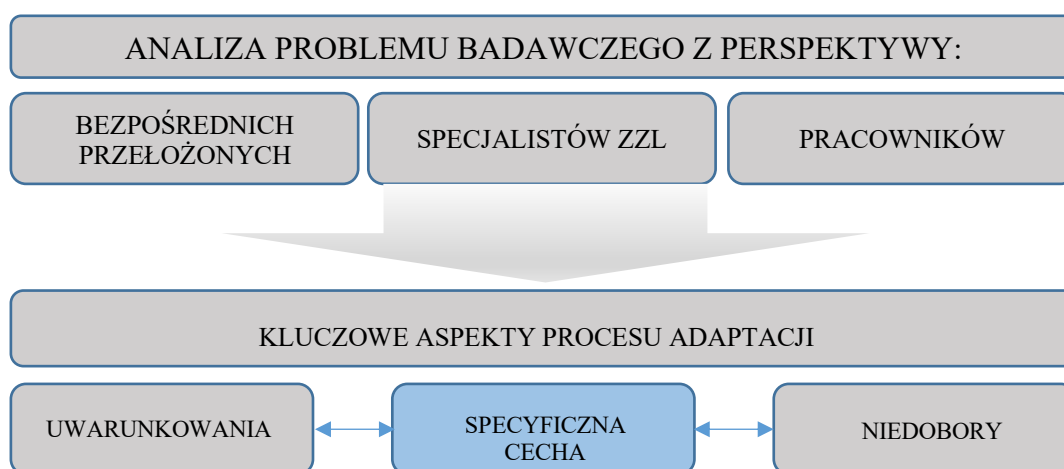 ANALIZA PROBLEMU BADAWCZEGO Z PERSPEKTYWY:
BEZPOŚREDNICH
PRZEŁOŻONYCH
SPECJALISTÓW ZZL
PRACOWNIKÓW
KLUCZOWE ASPEKTY PROCESU ADAPTACJI
UWARUNKOWANIA
SPECYFICZNA
CECHA
NIEDOBORY